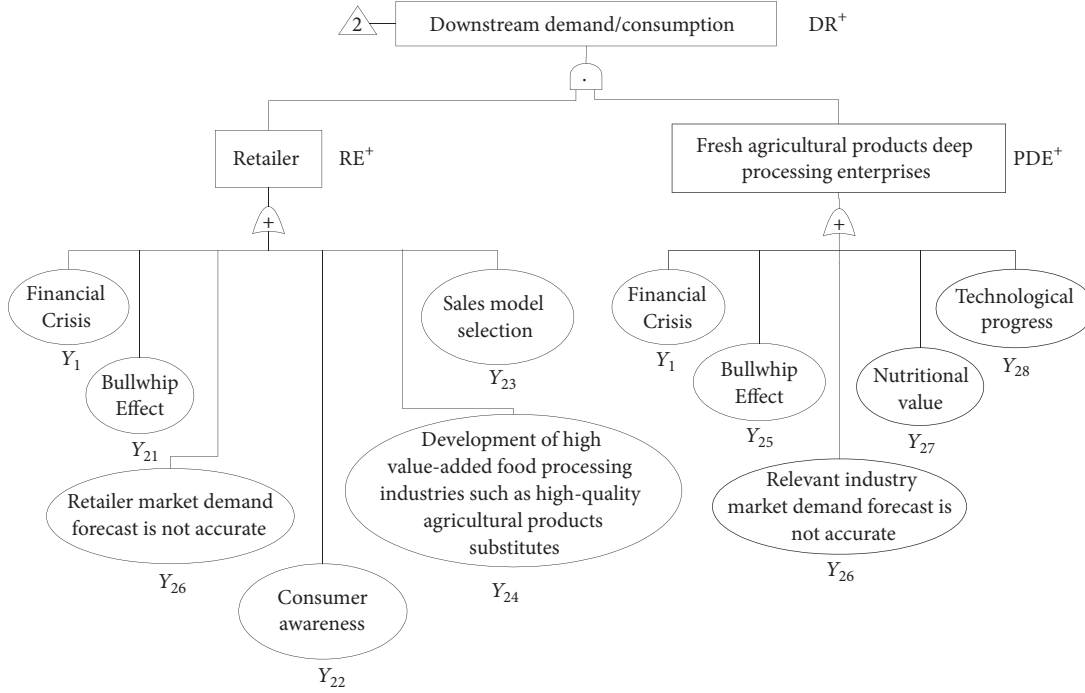 2
Downstream demand/consumption
DR⁺
·
Retailer
RE⁺
Fresh agricultural products deep
processing enterprises
PDE⁺
+
+
Financial
Crisis
Y₁
Bullwhip
Effect
Y₂₁
Retailer market demand
forecast is not accurate
Y₂₆
Consumer
awareness
Y₂₂
Sales model
selection
Y₂₃
Development of high
value-added food processing
industries such as high-quality
agricultural products
substitutes
Y₂₄
Financial
Crisis
Y₁
Bullwhip
Effect
Y₂₅
Relevant industry
market demand forecast is
not accurate
Y₂₆
Nutritional
value
Y₂₇
Technological
progress
Y₂₈